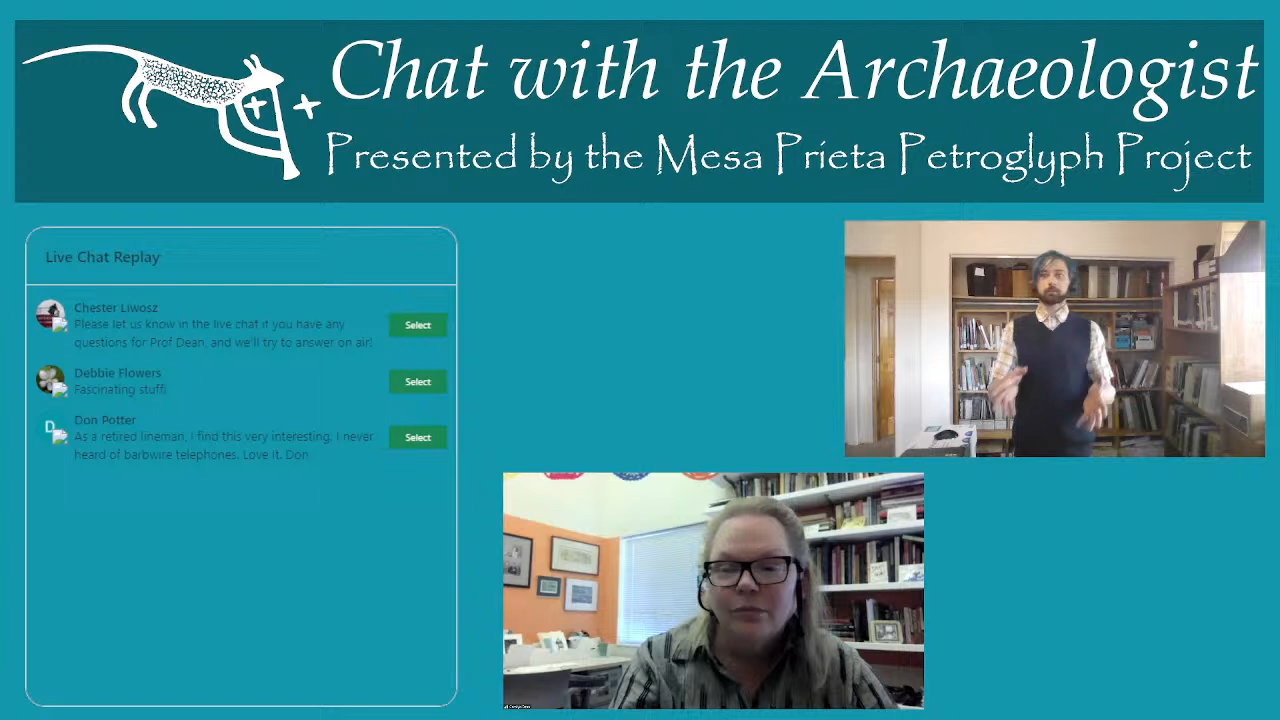 Chat with the Archaeologist
Presented by the Mesa Prieta Petroglyph Project
Live Chat Replay
Chester Liwosz
Please let us know in the live chat if you have any
questions for Prof Dean, and we'll try to answer on air!
Select
Debbie Flowers
Fascinating stuff!
Select
D
Don Potter
As a retired lineman, I find this very interesting. I never
heard of barbwire telephones. Love It. Don
Select